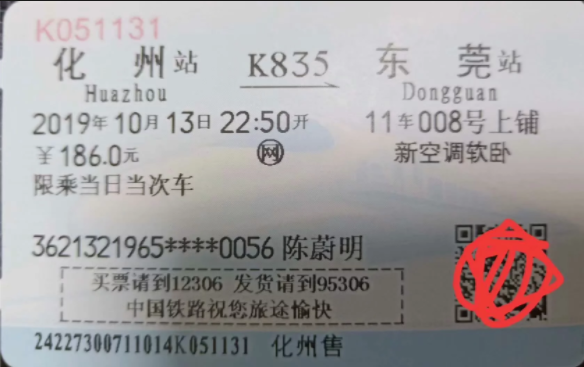 K051131
化州站 K835 东莞站
Huazhou Dongguan
2019年10月13日22:50开 11车008号上铺
¥186.0元 网 新空调软卧
限乘当日当次车
3621321965****0056 陈蔚明
买票请到12306 发货请到95306
中国铁路祝您旅途愉快
24227300711014K051131 化州售